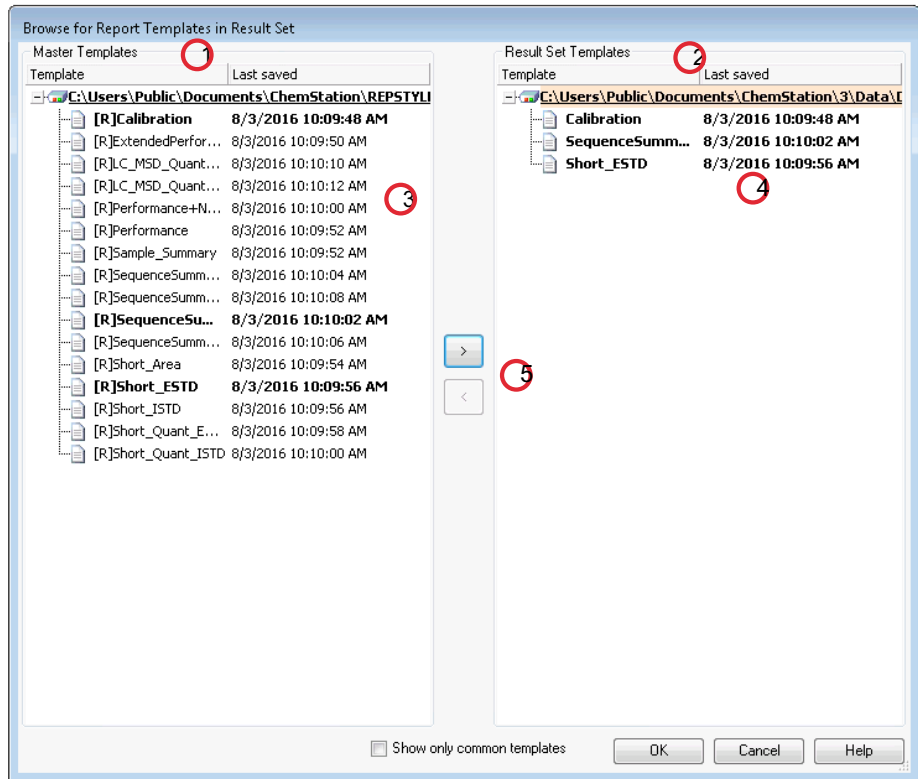 Browse for Report Templates in Result Set
Master Templates
1
Template Last saved
C:\Users\Public\Documents\ChemStation\REPSTYLI
[R]Calibration 8/3/2016 10:09:48 AM
[R]ExtendedPerfor... 8/3/2016 10:09:50 AM
[R]LC_MSD_Quant... 8/3/2016 10:10:10 AM
[R]LC_MSD_Quant... 8/3/2016 10:10:12 AM
3
[R]Performance+N... 8/3/2016 10:10:00 AM
[R]Performance 8/3/2016 10:09:52 AM
[R]Sample_Summary 8/3/2016 10:09:52 AM
[R]SequenceSumm... 8/3/2016 10:10:04 AM
[R]SequenceSumm... 8/3/2016 10:10:08 AM
[R]SequenceSu... 8/3/2016 10:10:02 AM
[R]SequenceSumm... 8/3/2016 10:10:06 AM
[R]Short_Area 8/3/2016 10:09:54 AM
[R]Short_ESTD 8/3/2016 10:09:56 AM
[R]Short_ISTD 8/3/2016 10:09:56 AM
[R]Short_Quant_E... 8/3/2016 10:09:58 AM
[R]Short_Quant_ISTD 8/3/2016 10:10:00 AM
>
<
5
Result Set Templates
2
Template Last saved
C:\Users\Public\Documents\ChemStation\3\Data\D
Calibration 8/3/2016 10:09:48 AM
SequenceSumm... 8/3/2016 10:10:02 AM
Short_ESTD 8/3/2016 10:09:56 AM
4
Show only common templates
OK
Cancel
Help